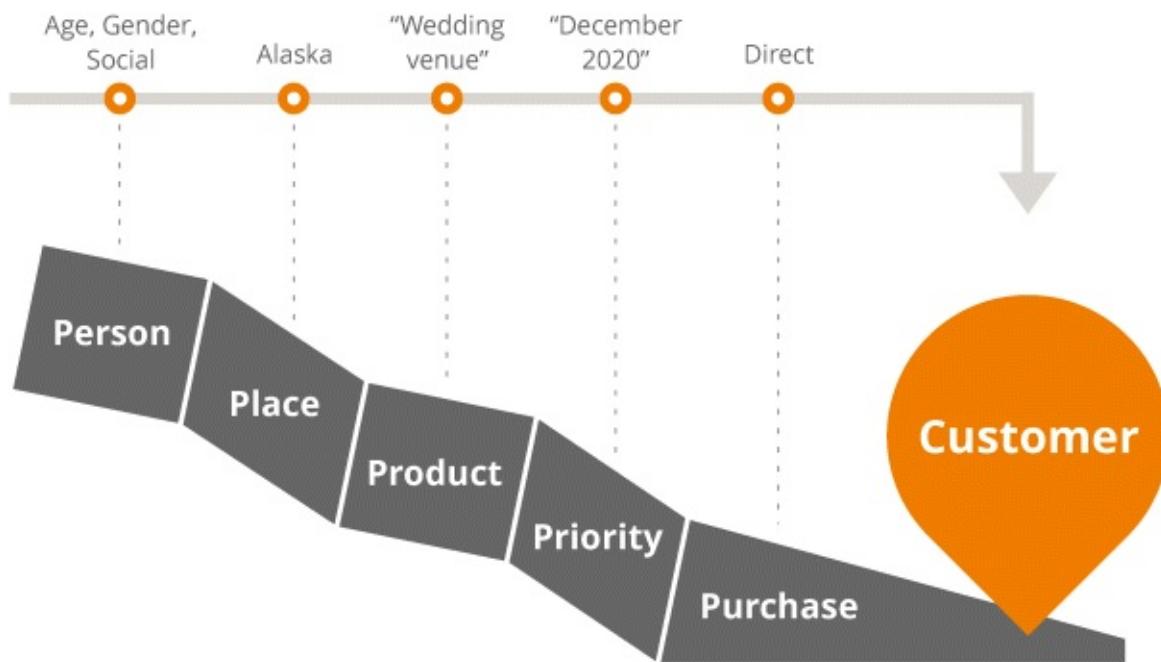 Age, Gender,
Social
Alaska
“Wedding
venue”
“December
2020”
Direct
Person
Place
Product
Priority
Purchase
Customer